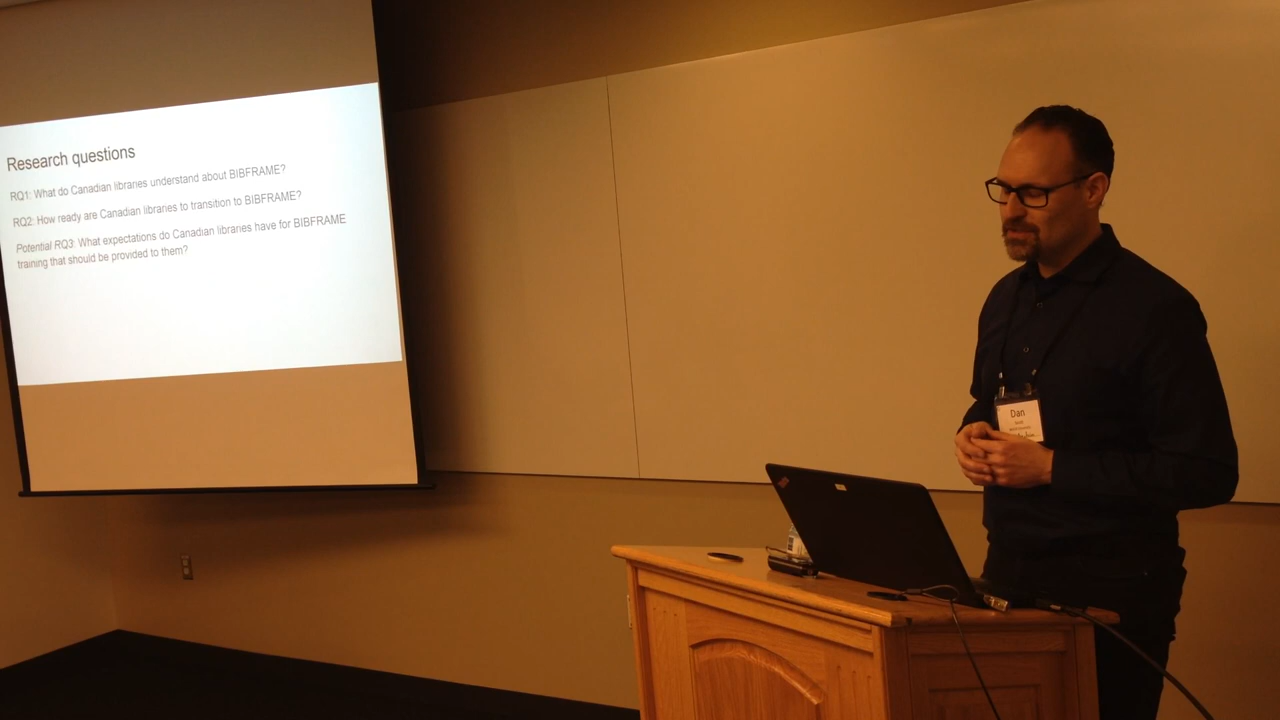 Research questions
RQ1: What do Canadian libraries understand about BIBFRAME?
RQ2: How ready are Canadian libraries to transition to BIBFRAME?
Potential RQ3: What expectations do Canadian libraries have for BIBFRAME
training that should be provided to them?
Dan